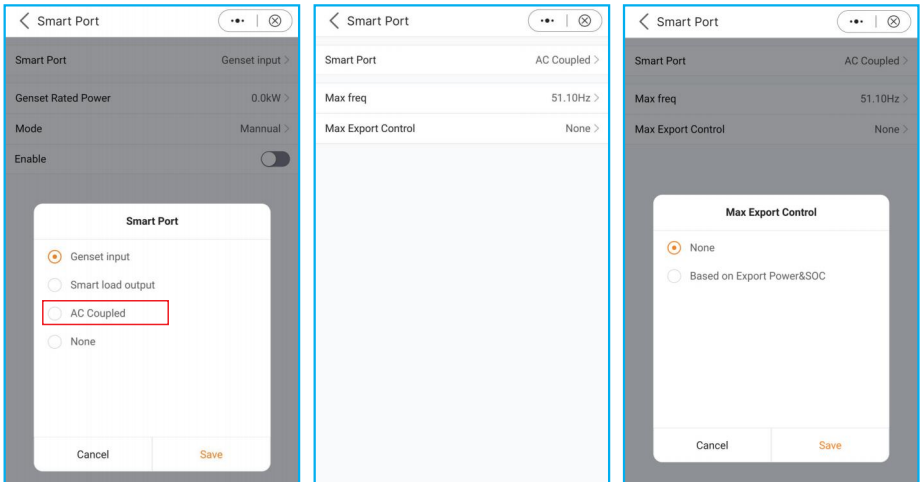 Smart Port
Smart Port Genset input >
Genset Rated Power 0.0kW >
Mode Mannual >
Enable
Smart Port
Genset input
Smart load output
AC Coupled
None
Cancel Save
Smart Port
Smart Port AC Coupled >
Max freq 51.10Hz >
Max Export Control None >
Smart Port
Smart Port AC Coupled >
Max freq 51.10Hz >
Max Export Control None >
Max Export Control
None
Based on Export Power&SOC
Cancel Save